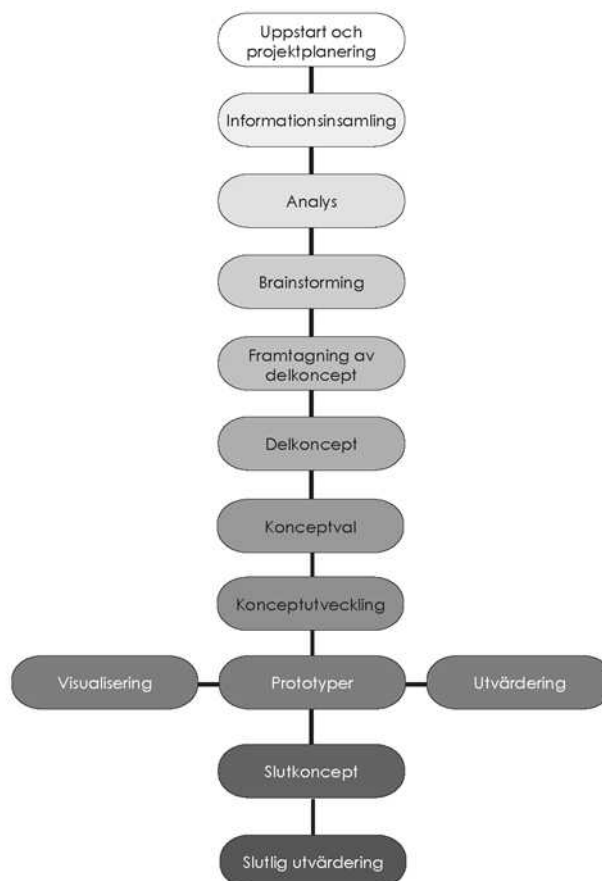 Uppstart och
projektplanering
Informationsinsamling
Analys
Brainstorming
Framtagning av
delkoncept
Delkoncept
Konceptval
Konceptutveckling
Visualisering
Prototyper
Utvärdering
Slutkoncept
Slutlig utvärdering